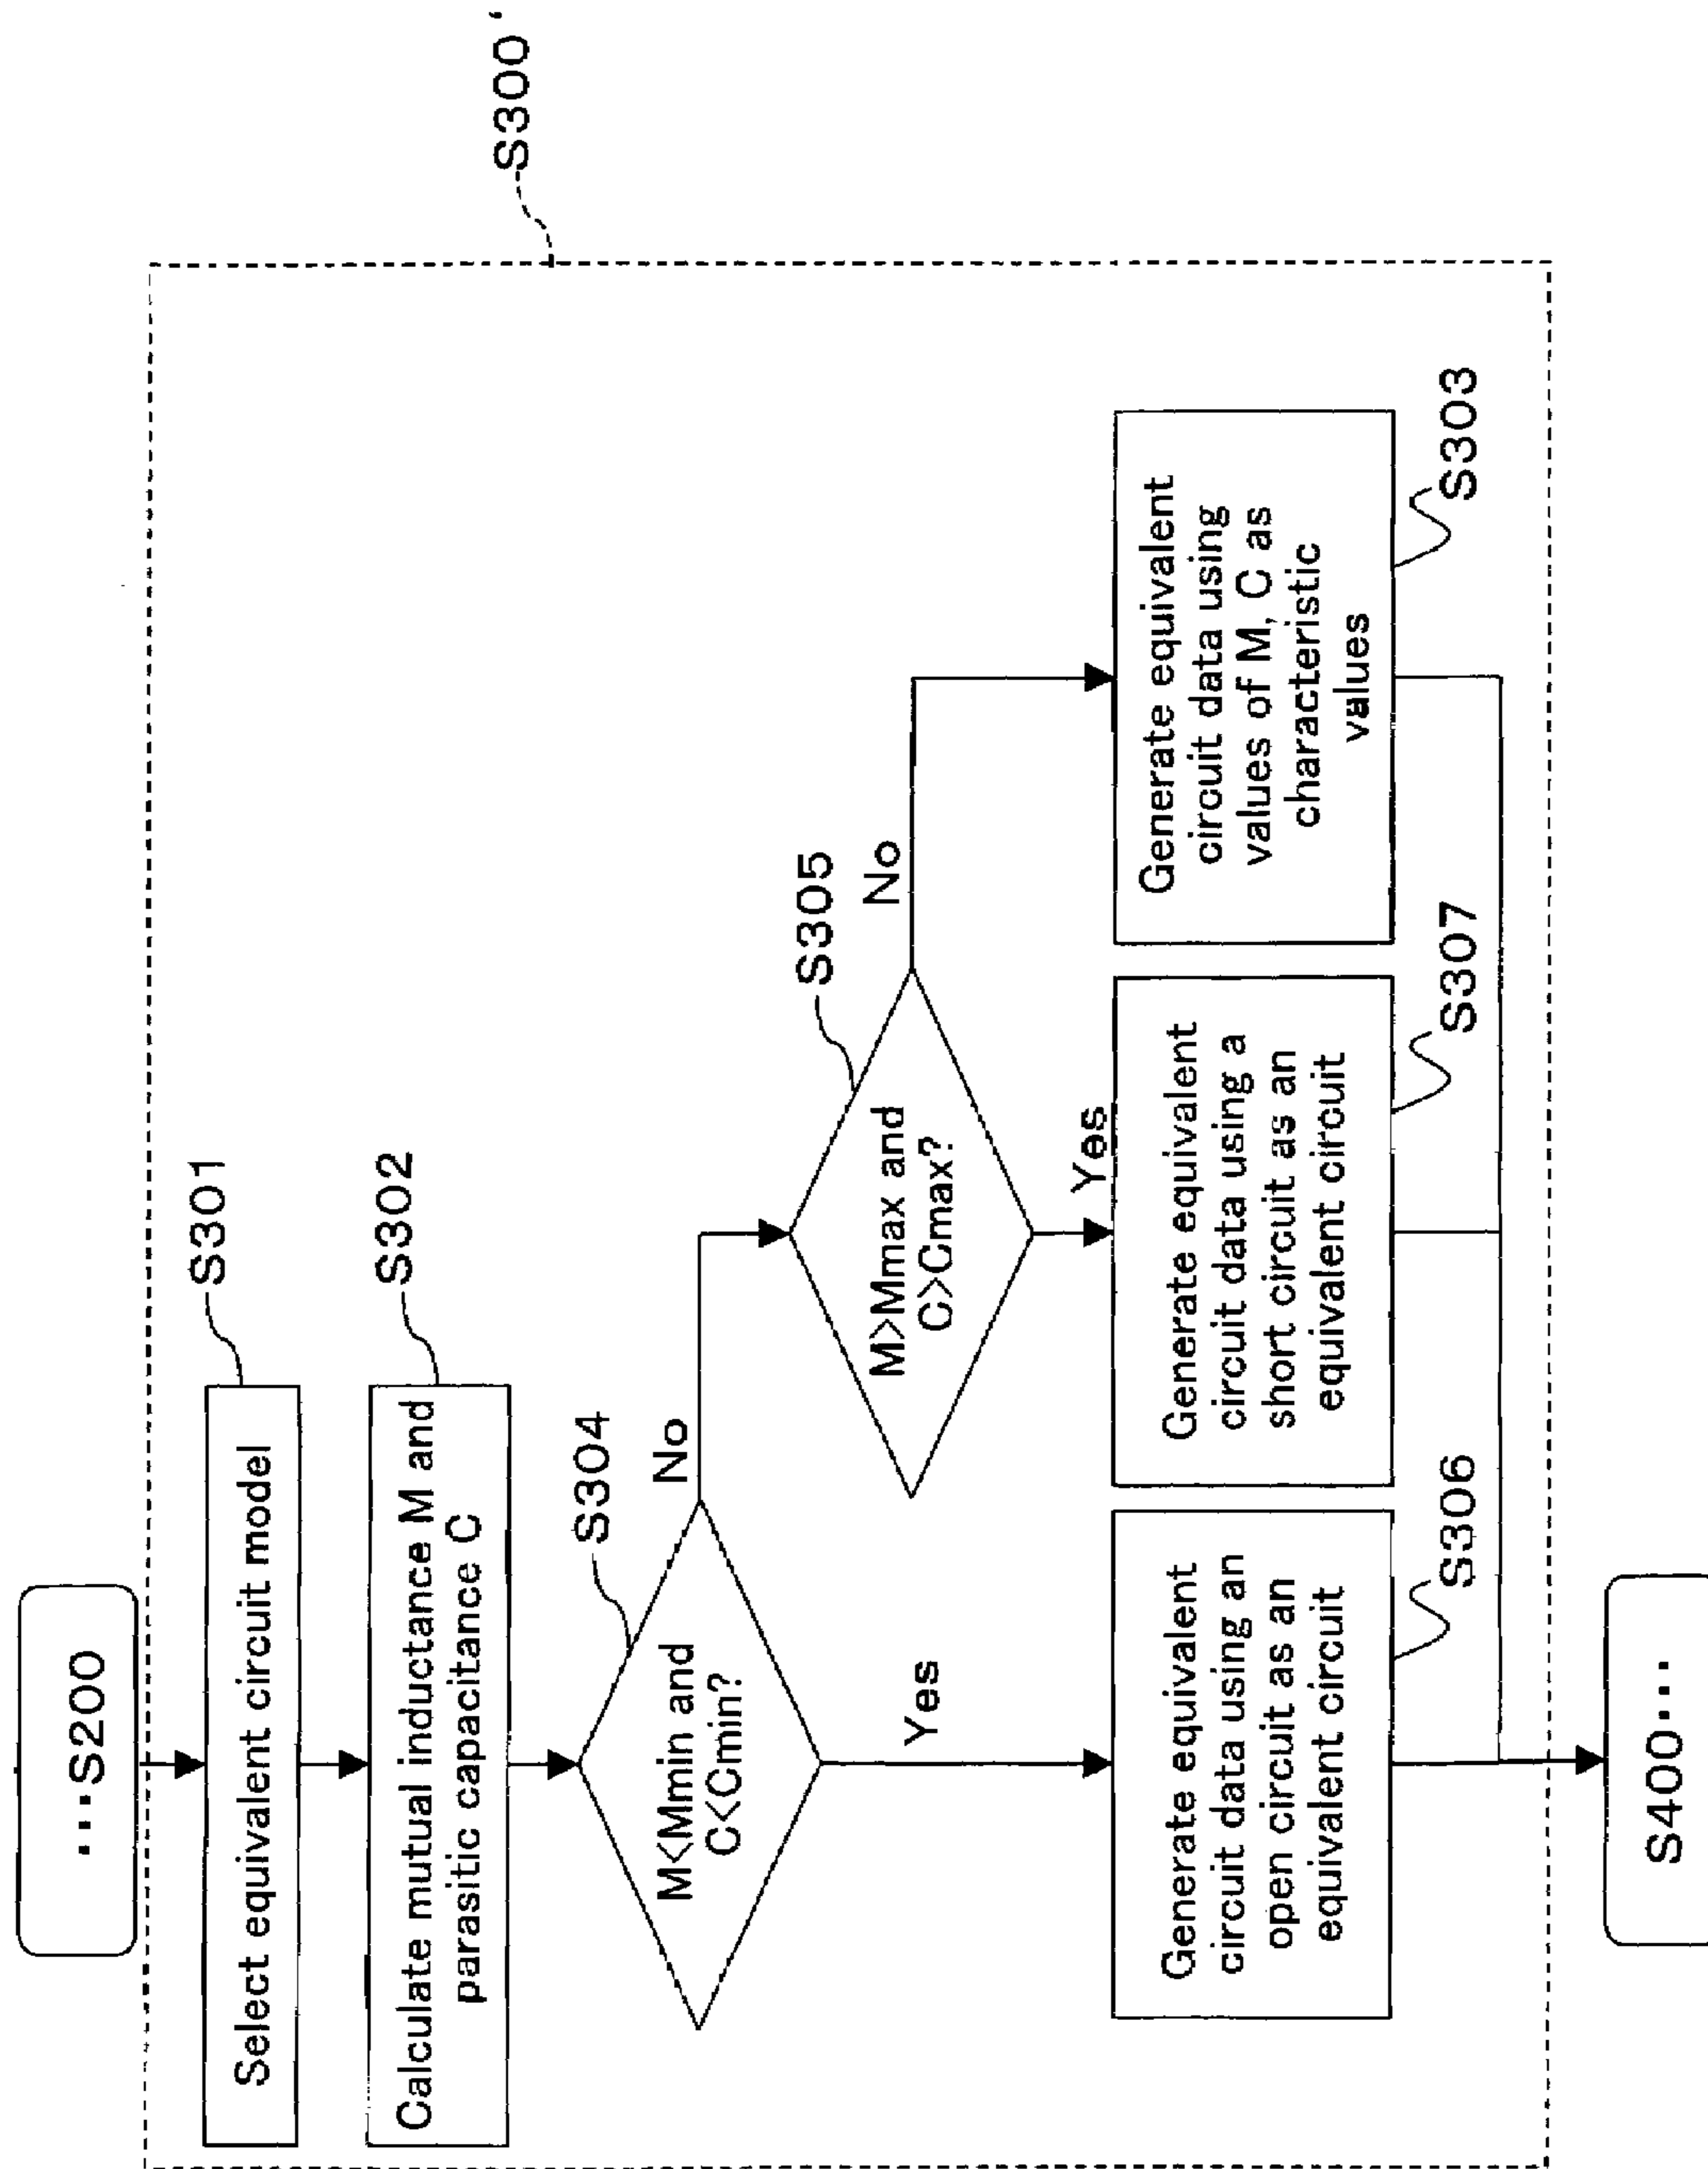 ···S200
S300'
S301
Select equivalent circuit model
S302
Calculate mutual inductance M and
parasitic capacitance C
S304
M<Mmin and
C<Cmin?
No
Yes
S305
M>Mmax and
C>Cmax?
No
Yes
Generate equivalent
circuit data using an
open circuit as an
equivalent circuit
S306
Generate equivalent
circuit data using a
short circuit as an
equivalent circuit
S307
Generate equivalent
circuit data using
values of M, C as
characteristic
values
S303
S400···